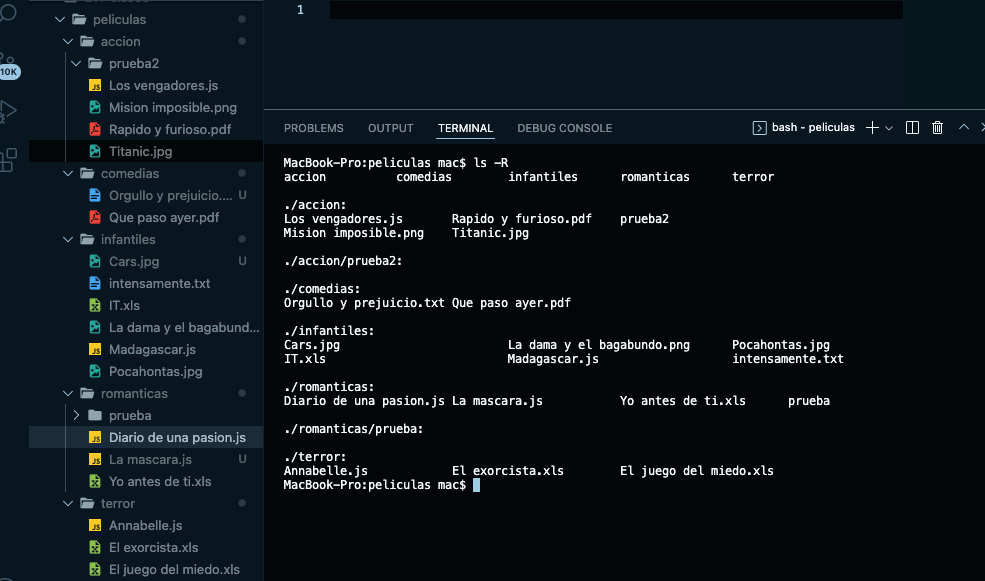 10K
peliculas
accion
prueba2
Los vengadores.js
Mision imposible.png
Rapido y furioso.pdf
Titanic.jpg
comedias
Orgullo y prejuicio.... U
Que paso ayer.pdf
infantiles
Cars.jpg U
intensamente.txt
IT.xls
La dama y el bagabund...
Madagascar.js
Pocahontas.jpg
romanticas
prueba
Diario de una pasion.js
La mascara.js U
Yo antes de ti.xls
terror
Annabelle.js
El exorcista.xls
El juego del miedo.xls
1
PROBLEMS OUTPUT TERMINAL DEBUG CONSOLE bash - peliculas
MacBook-Pro:peliculas mac$ ls -R
accion comedias infantiles romanticas terror
./accion:
Los vengadores.js Rapido y furioso.pdf prueba2
Mision imposible.png Titanic.jpg
./accion/prueba2:
./comedias:
Orgullo y prejuicio.txt Que paso ayer.pdf
./infantiles:
Cars.jpg La dama y el bagabundo.png Pocahontas.jpg
IT.xls Madagascar.js intensamente.txt
./romanticas:
Diario de una pasion.js La mascara.js Yo antes de ti.xls prueba
./romanticas/prueba:
./terror:
Annabelle.js El exorcista.xls El juego del miedo.xls
MacBook-Pro:peliculas mac$